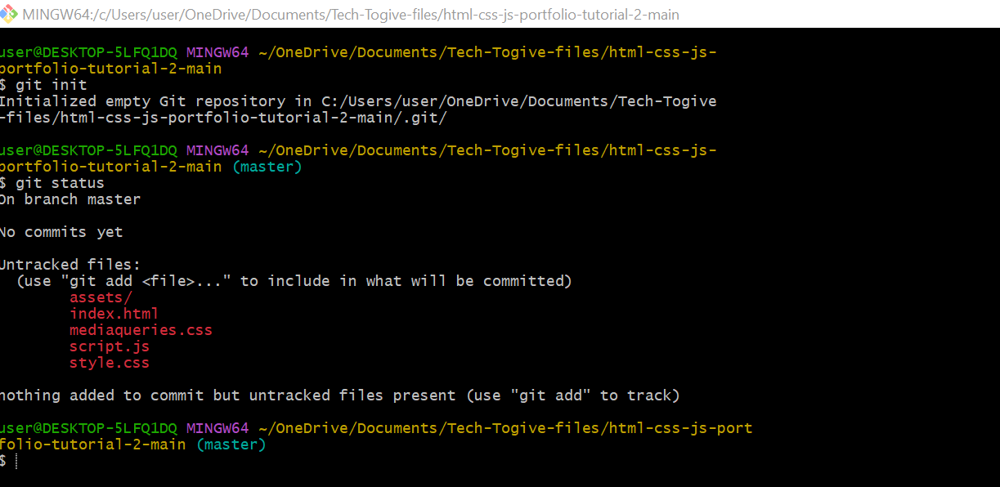 MINGW64:/c/Users/user/OneDrive/Documents/Tech-Togive-files/html-css-js-portfolio-tutorial-2-main
user@DESKTOP-5LFQ1DQ MINGW64 ~/OneDrive/Documents/Tech-Togive-files/html-css-js-
portfolio-tutorial-2-main
$ git init
Initialized empty Git repository in C:/Users/user/OneDrive/Documents/Tech-Togive
-files/html-css-js-portfolio-tutorial-2-main/.git/
user@DESKTOP-5LFQ1DQ MINGW64 ~/OneDrive/Documents/Tech-Togive-files/html-css-js-
portfolio-tutorial-2-main (master)
$ git status
On branch master
No commits yet
Untracked files:
  (use "git add <file>..." to include in what will be committed)
        assets/
        index.html
        mediaqueries.css
        script.js
        style.css
nothing added to commit but untracked files present (use "git add" to track)
user@DESKTOP-5LFQ1DQ MINGW64 ~/OneDrive/Documents/Tech-Togive-files/html-css-js-port
folio-tutorial-2-main (master)
$